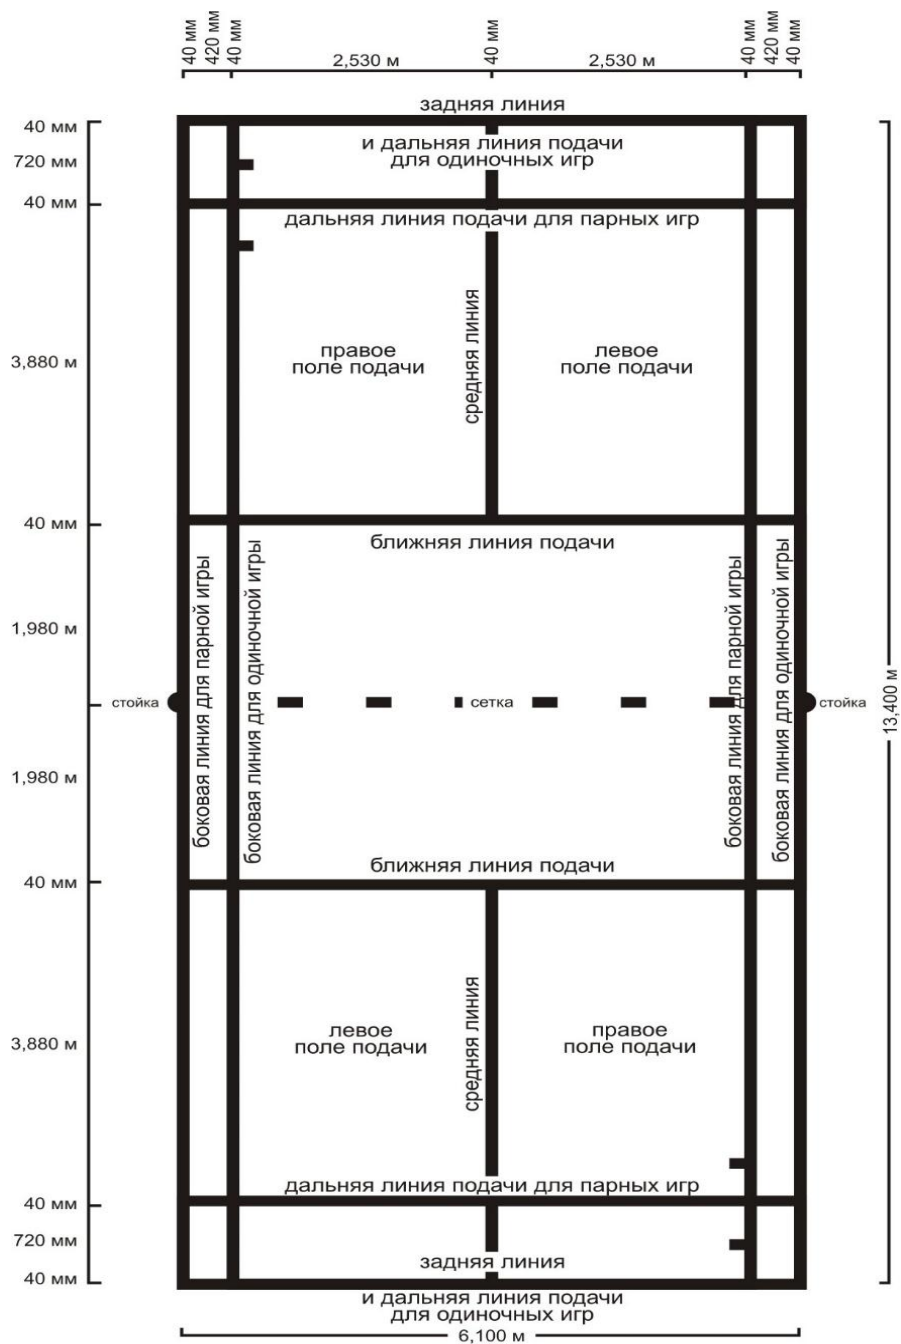 40 мм
420 мм
40 мм
2,530 м
40 мм
2,530 м
40 мм
420 мм
40 мм
задняя линия
40 мм
и дальняя линия подачи
для одиночных игр
720 мм
40 мм
дальняя линия подачи для парных игр
средняя линия
правое
поле подачи
левое
поле подачи
3,880 м
40 мм
ближняя линия подачи
боковая линия для парной игры
боковая линия для одиночной игры
боковая линия для парной игры
боковая линия для одиночной игры
1,980 м
стойка
сетка
стойка
13,400 м
1,980 м
ближняя линия подачи
40 мм
средняя линия
левое
поле подачи
правое
поле подачи
3,880 м
дальняя линия подачи для парных игр
40 мм
720 мм
задняя линия
40 мм
и дальняя линия подачи
для одиночных игр
6,100 м